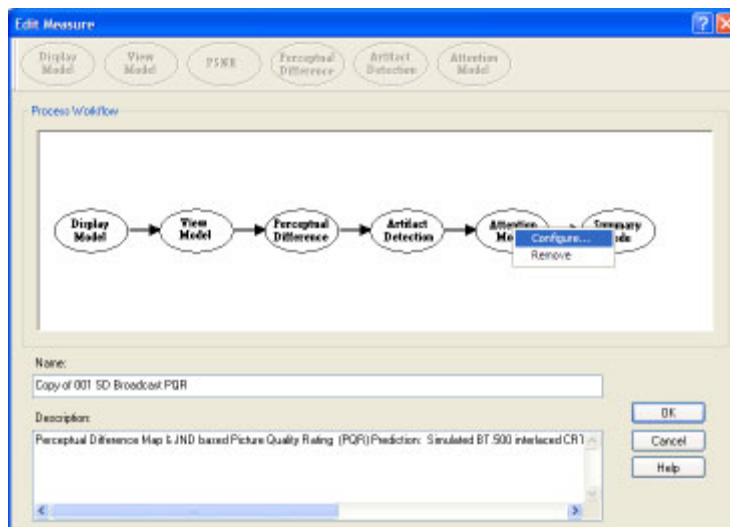 Edit Measure
Display Model
View Model
PSNR
Perceptual Difference
Artifact Detection
Attention Model
Process Workflow
Display Model
View Model
Perceptual Difference
Artifact Detection
Attention
Summary
Configure...
Remove
Name:
Copy of 001 SD Broadcast PQR
Description:
Perceptual Difference Map & JND based Picture Quality Rating (PQR) Prediction: Simulated BT.500 interlaced CRT
OK
Cancel
Help